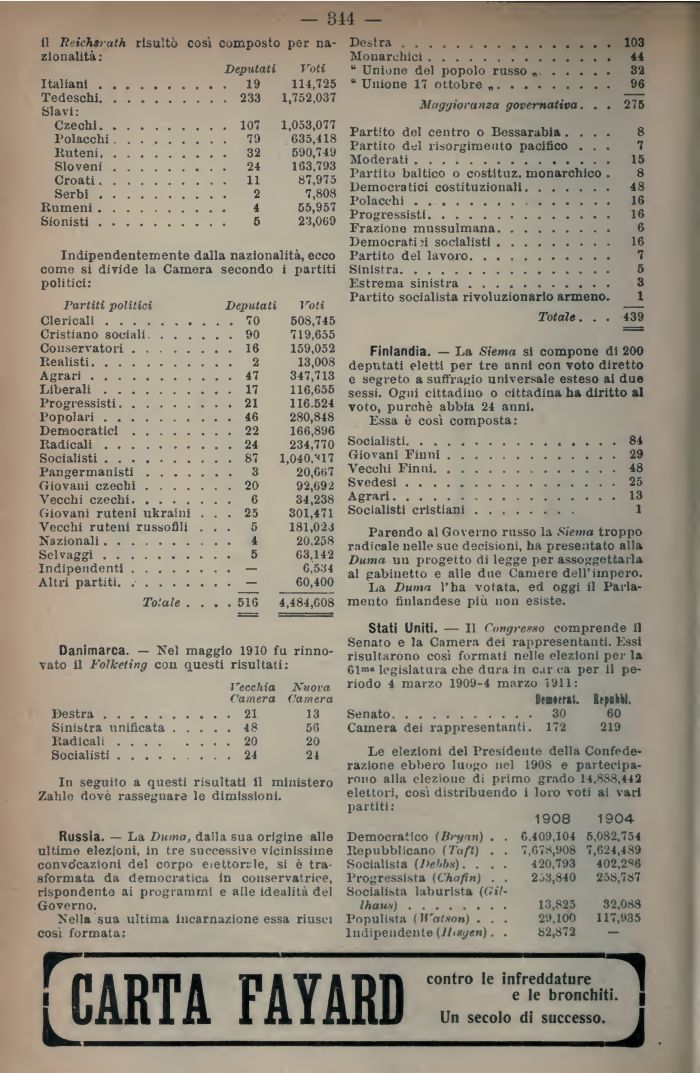 — 344 —
il Reichsrath risultò così composto per na-
zionalità:
Deputati Voti
Italiani . . . . . . . . . . 19 114,725
Tedeschi. . . . . . . . . . 233 1,752,037
Slavi:
Czechi. . . . . . . . . 107 1,053,077
Polacchi . . . . . . . . 79 635,418
Ruteni. . . . . . . . . 32 590,749
Sloveni . . . . . . . . 24 163,793
Croati. . . . . . . . . 11 87,975
Serbi . . . . . . . . . 2 7,808
Rumeni . . . . . . . . . . 4 55,957
Sionisti . . . . . . . . . . 5 23,069
Indipendentemente dalla nazionalità, ecco
come si divide la Camera secondo i partiti
politici:
Partiti politici Deputati Voti
Clericali . . . . . . . . . . 70 508,745
Cristiano sociali . . . . . . . 90 719,655
Conservatori . . . . . . . . 16 159,052
Realisti. . . . . . . . . . . 2 13,008
Agrari . . . . . . . . . . . 47 347,713
Liberali . . . . . . . . . . 17 116,655
Progressisti. . . . . . . . . 21 116.524
Popolari . . . . . . . . . . 46 280,848
Democratici . . . . . . . . 22 166,896
Radicali . . . . . . . . . . 24 234,770
Socialisti . . . . . . . . . 87
Pangermanisti . . . . . . . 3 20,667
Giovani czechi . . . . . . . 20 92,692
Vecchi czechi. . . . . . . . 6 34,238
Giovani ruteni ukraini . . . 25 301,471
Vecchi ruteni russofili . . . 5
Nazionali. . . . . . . . . . 4 20,258
Selvaggi . . . . . . . . . . 5 63,142
Indipendenti . . . . . . . . — 6,534
Altri partiti. . . . . . . . . — 60,400
Totale . . . . 516 4,484,608
Danimarca. — Nel maggio 1910 fu rinno-
vato il Folketing con questi risultati:
Vecchia Nuova
Camera Camera
Destra . . . . . . . . . . 21 13
Sinistra unificata . . . . . 48 56
Radicali . . . . . . . . . 20 20
Socialisti . . . . . . . . . 24 24
In seguito a questi risultati il ministero
Zahle dovè rassegnare le dimissioni.
Russia. — La Duma, dalla sua origine alle
ultime elezioni, in tre successive vicinissime
convocazioni del corpo elettorale, si è tra-
sformata da democratica in conservatrice,
rispondente ai programmi e alle idealità del
Governo.
Nella sua ultima incarnazione essa riuscì
così formata:
Destra . . . . . . . . . . . . . . . . 103
Monarchici . . . . . . . . . . . . . . 44
“ Unione del popolo russo „ . . . . . . 32
“ Unione 17 ottobre „ . . . . . . . . . 96
Maggioranza governativa. . . 275
Partito del centro o Bessarabia . . . . 8
Partito del risorgimento pacifico . . . 7
Moderati . . . . . . . . . . . . . . . 15
Partito baltico o costituz. monarchico . 8
Democratici costituzionali. . . . . . . 48
Polacchi . . . . . . . . . . . . . . . 16
Progressisti. . . . . . . . . . . . . . 16
Frazione mussulmana. . . . . . . . . 6
Democratici socialisti . . . . . . . . . 16
Partito del lavoro. . . . . . . . . . . 7
Sinistra. . . . . . . . . . . . . . . . 5
Estrema sinistra . . . . . . . . . . . 3
Partito socialista rivoluzionario armeno. 1
Totale . . . 439
Finlandia. — La Siema si compone di 200
deputati eletti per tre anni con voto diretto
e segreto a suffragio universale esteso ai due
sessi. Ogni cittadino o cittadina ha diritto al
voto, purchè abbia 24 anni.
Essa è così composta:
Socialisti. . . . . . . . . . . . . . . 84
Giovani Finni . . . . . . . . . . . . . 29
Vecchi Finni. . . . . . . . . . . . . . 48
Svedesi . . . . . . . . . . . . . . . . 25
Agrari. . . . . . . . . . . . . . . . . 13
Socialisti cristiani . . . . . . . . 1
Parendo al Governo russo la Siema troppo
radicale nelle sue decisioni, ha presentato alla
Duma un progetto di legge per assoggettarla
al gabinetto e alle due Camere dell'impero.
La Duma l'ha votata, ed oggi il Parla-
mento finlandese più non esiste.
Stati Uniti. — Il Congresso comprende il
Senato e la Camera dei rappresentanti. Essi
risultarono così formati nelle elezioni per la
61ma legislatura che dura in carica per il pe-
riodo 4 marzo 1909-4 marzo 1911:
Democrat. Repubbl.
Senato. . . . . . . . . . . 30 60
Camera dei rappresentanti. 172 219
Le elezioni del Presidente della Confede-
razione ebbero luogo nel 1908 e partecipa-
rono alla elezione di primo grado 14,888,442
elettori, così distribuendo i loro voti ai vari
partiti:
1908 1904
Democratico (Bryan) . . 6,409,104 5,082,754
Repubblicano (Taft) . . 7,678,908 7,624,489
Socialista (Debbs) . . . . 420,793 402,286
Progressista (Chafin) . . 253,840 258,787
Socialista laburista (Gil-
lhaus) . . . . . . . . 13,825 32,088
Populista (Watson) . . . 29,100 117,935
Indipendente (Hisgen) . . 82,872 —
CARTA FAYARD
contro le infreddature
e le bronchiti.
Un secolo di successo.